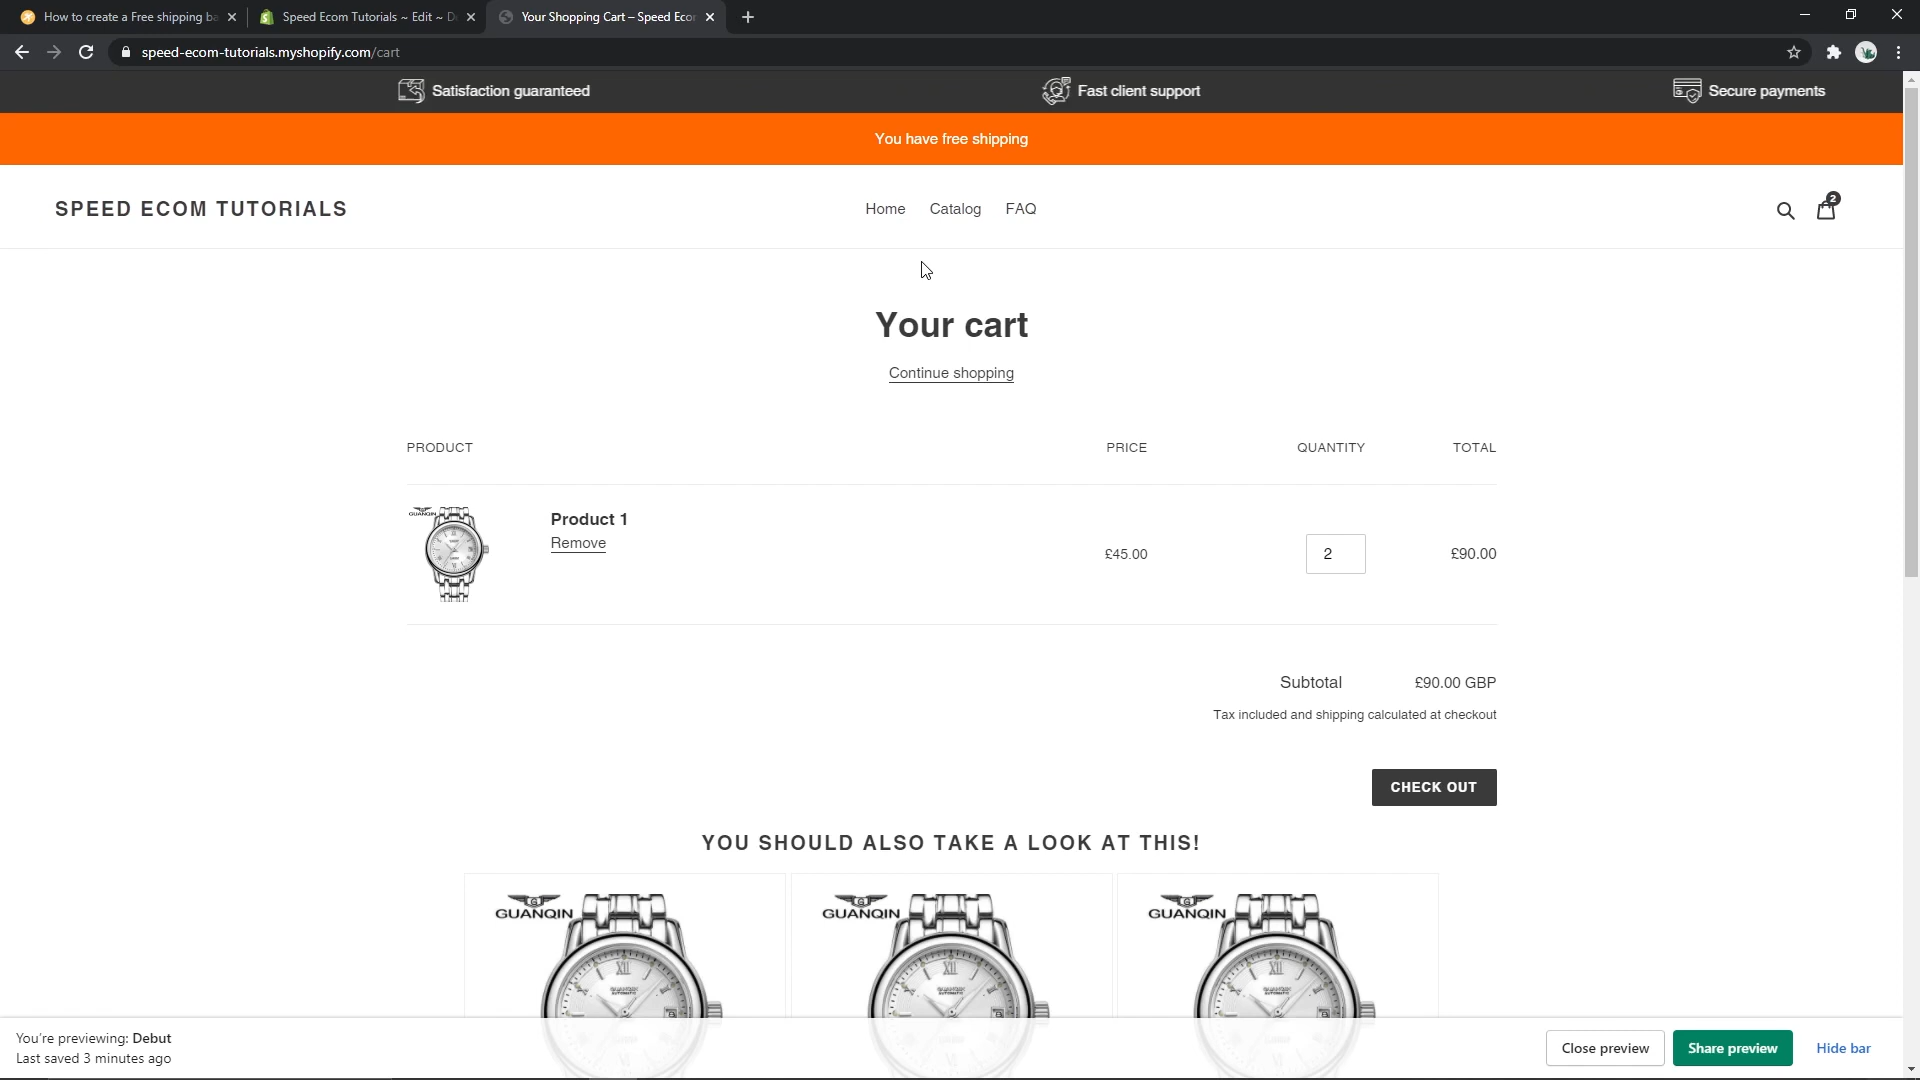 How to create a Free shipping ba
Speed Ecom Tutorials ~ Edit ~ D
Your Shopping Cart – Speed Ecor
speed-ecom-tutorials.myshopify.com/cart
Satisfaction guaranteed
Fast client support
Secure payments
You have free shipping
SPEED ECOM TUTORIALS
Home
Catalog
FAQ
2
Your cart
Continue shopping
PRODUCT
PRICE
QUANTITY
TOTAL
GUANQIN
Product 1
Remove
£45.00
2
£90.00
Subtotal
£90.00 GBP
Tax included and shipping calculated at checkout
CHECK OUT
YOU SHOULD ALSO TAKE A LOOK AT THIS!
GUANQIN
GUANQIN
GUANQIN
You're previewing: Debut
Last saved 3 minutes ago
Close preview
Share preview
Hide bar